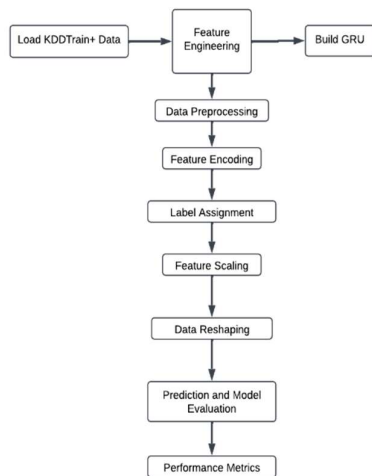 Load KDDTrain+ Data
Feature
Engineering
Build GRU
Data Preprocessing
Feature Encoding
Label Assignment
Feature Scaling
Data Reshaping
Prediction and Model
Evaluation
Performance Metrics